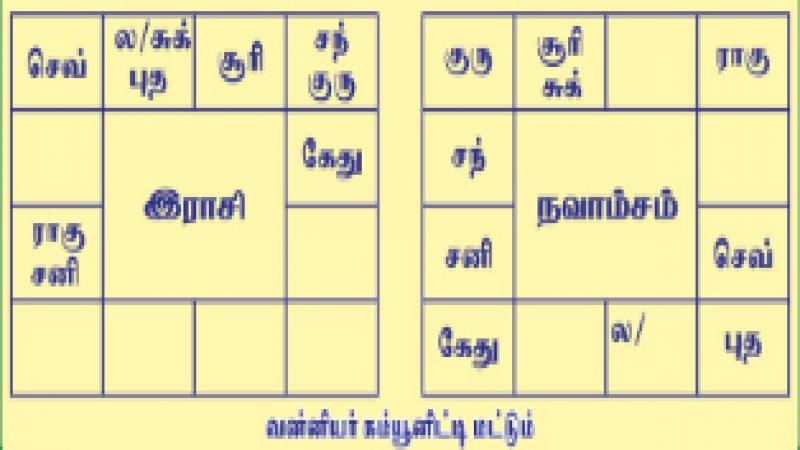 செவ்
ல/சுக்
புத
சூரி
சந்
குரு
கேது
இராசி
ராகு
சனி
குரு
சூரி
சுக்
ராகு
சந்
நவாம்சம்
சனி
செவ்
கேது
ல/
புத
வன்னியர் கம்யூனிட்டி மட்டும்